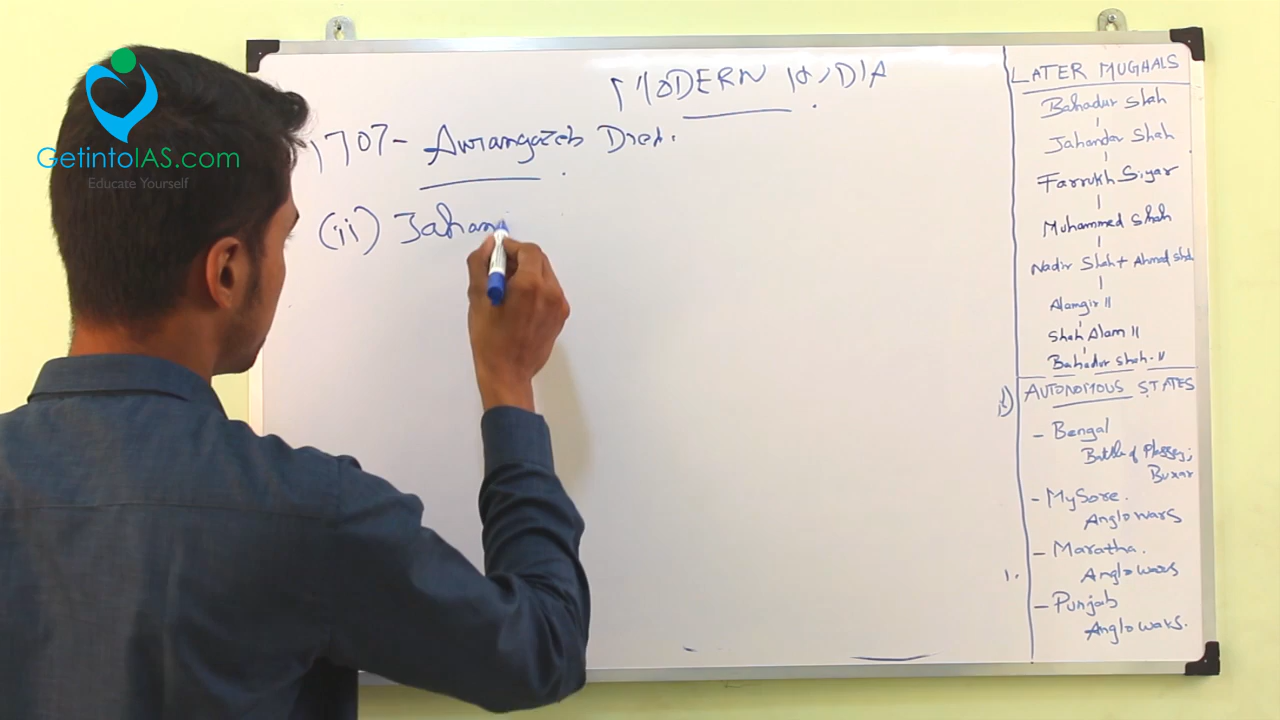 GetintoIAS.com
Educate Yourself
MODERN INDIA
1707- Aurangazeb Died.
(ii) Jahan
LATER MUGHALS
Bahadur Shah
Jahandar Shah
Farrukh Siyar
Muhammed Shah
Nadir Shah + Ahmad Shah
Alamgir II
Shah Alam II
Bahadur Shah-II
AUTONOMOUS STATES
- Bengal
Battle of Plassey;
Buxar
- Mysore.
Anglo wars
- Maratha.
Anglo wars
- Punjab
Anglo wars.